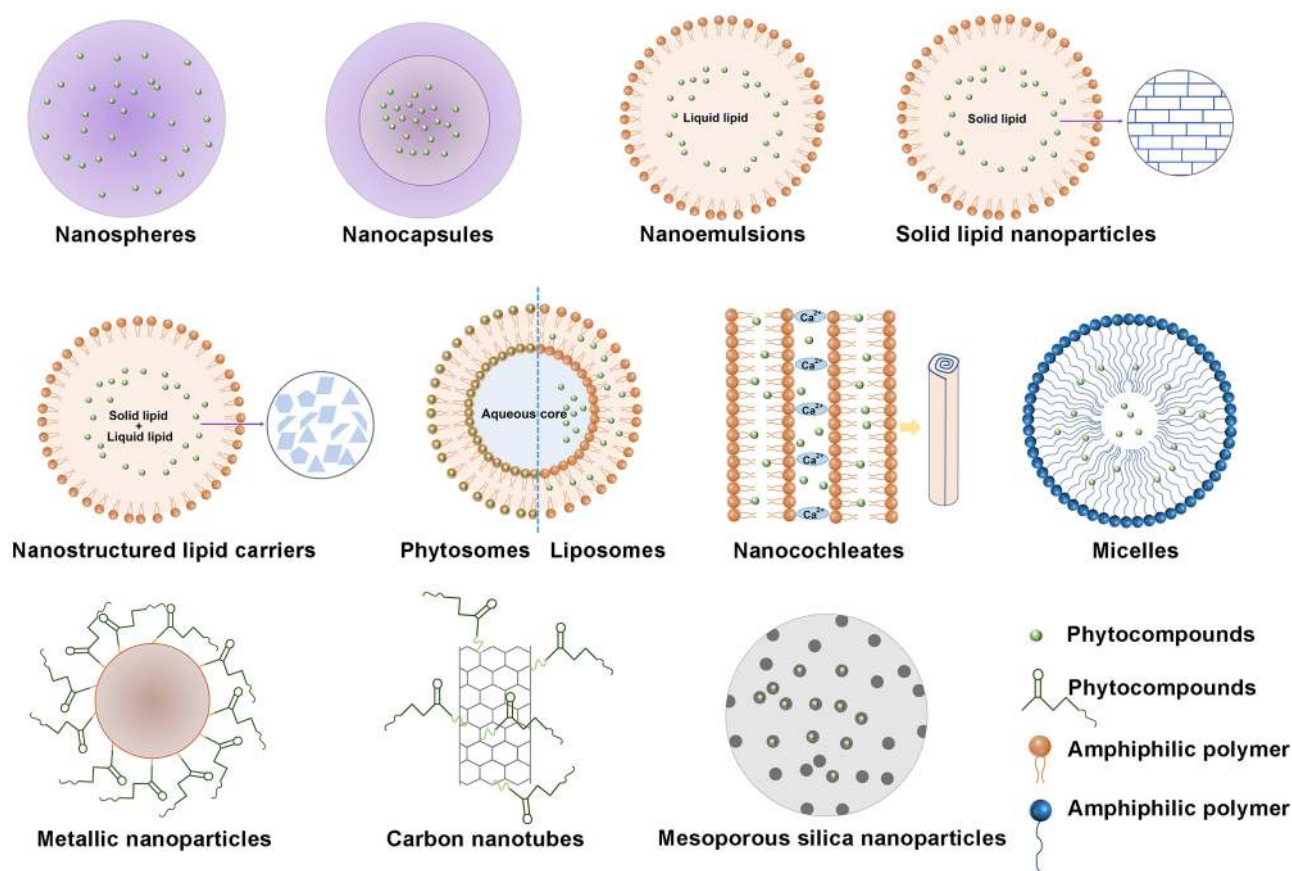 Liquid lipid
Solid lipid
Nanospheres
Nanocapsules
Nanoemulsions
Solid lipid nanoparticles
Solid lipid
+
Liquid lipid
Aqueous core
Ca2+
Ca2+
Ca2+
Ca2+
Ca2+
Nanostructured lipid carriers
Phytosomes
Liposomes
Nanocochleates
Micelles
Metallic nanoparticles
Carbon nanotubes
Mesoporous silica nanoparticles
Phytocompounds
Phytocompounds
Amphiphilic polymer
Amphiphilic polymer